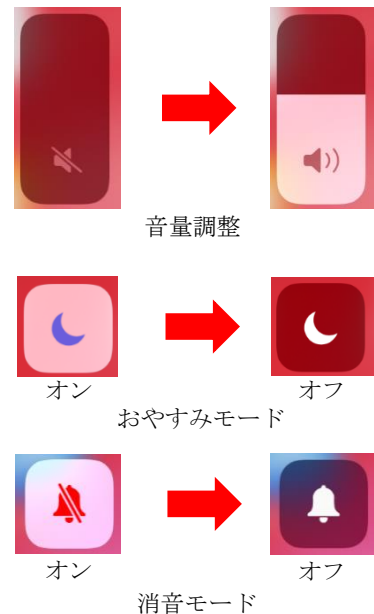 音量調整
オン オフ
おやすみモード
オン オフ
消音モード